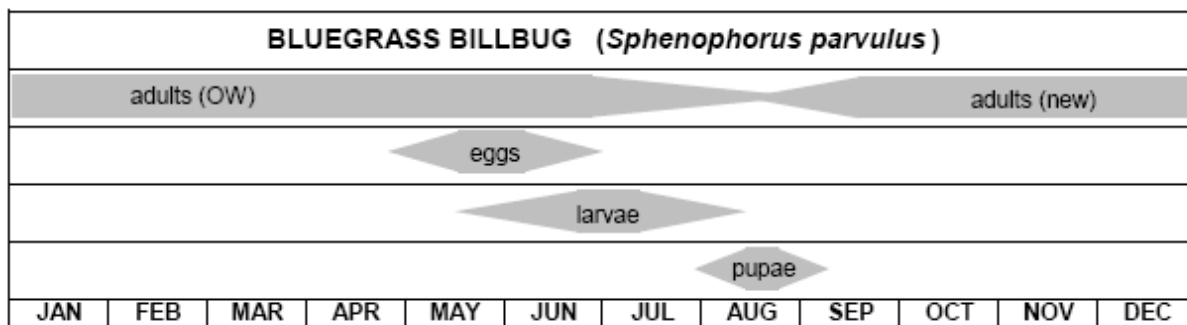 BLUEGRASS BILLBUG (Sphenophorus parvulus)
adults (OW) adults (new)
eggs
larvae
pupae
JAN FEB MAR APR MAY JUN JUL AUG SEP OCT NOV DEC